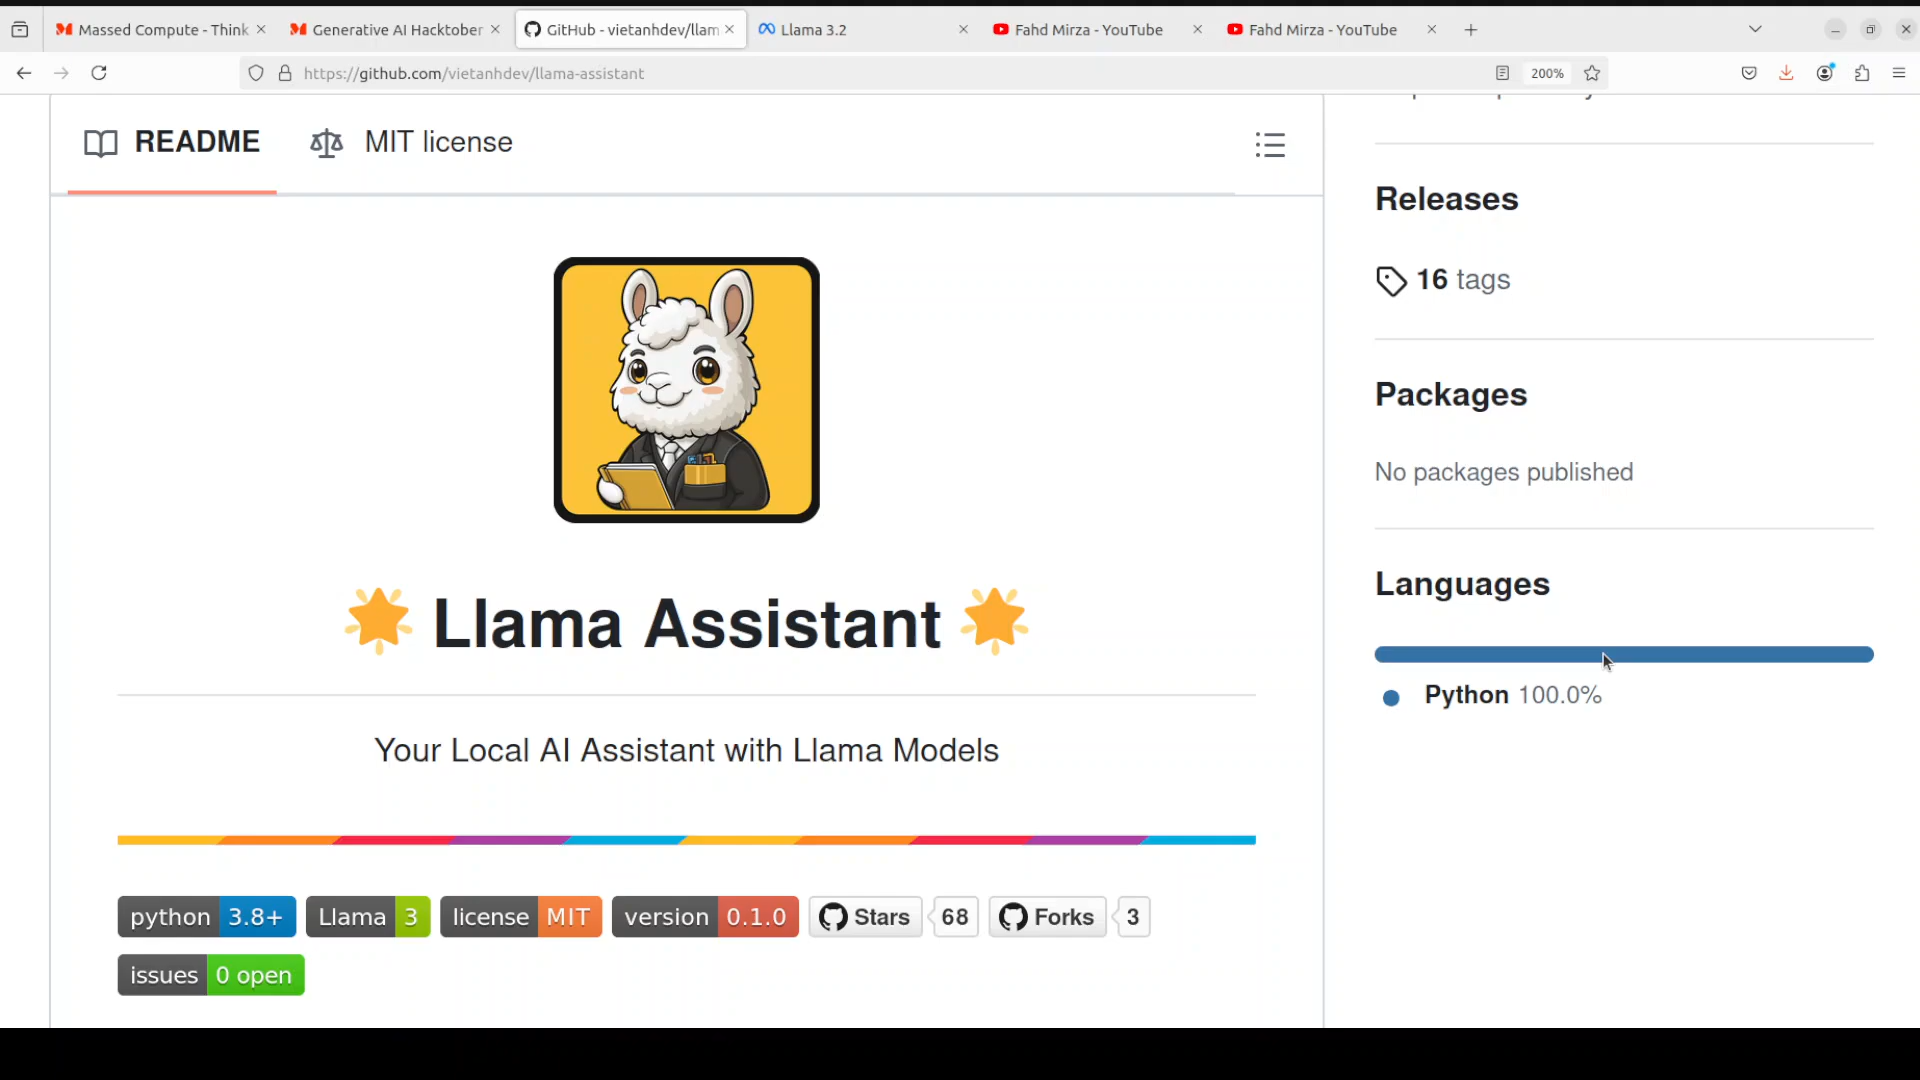 Massed Compute - Think
Generative AI Hacktober
GitHub - vietanhdev/llam
Llama 3.2
Fahd Mirza - YouTube
Fahd Mirza - YouTube
https://github.com/vietanhdev/llama-assistant
200%
README
MIT license
Releases
16 tags
Packages
No packages published
Languages
Python 100.0%
Llama Assistant
Your Local AI Assistant with Llama Models
python 3.8+
Llama 3
license MIT
version 0.1.0
Stars 68
Forks 3
issues 0 open